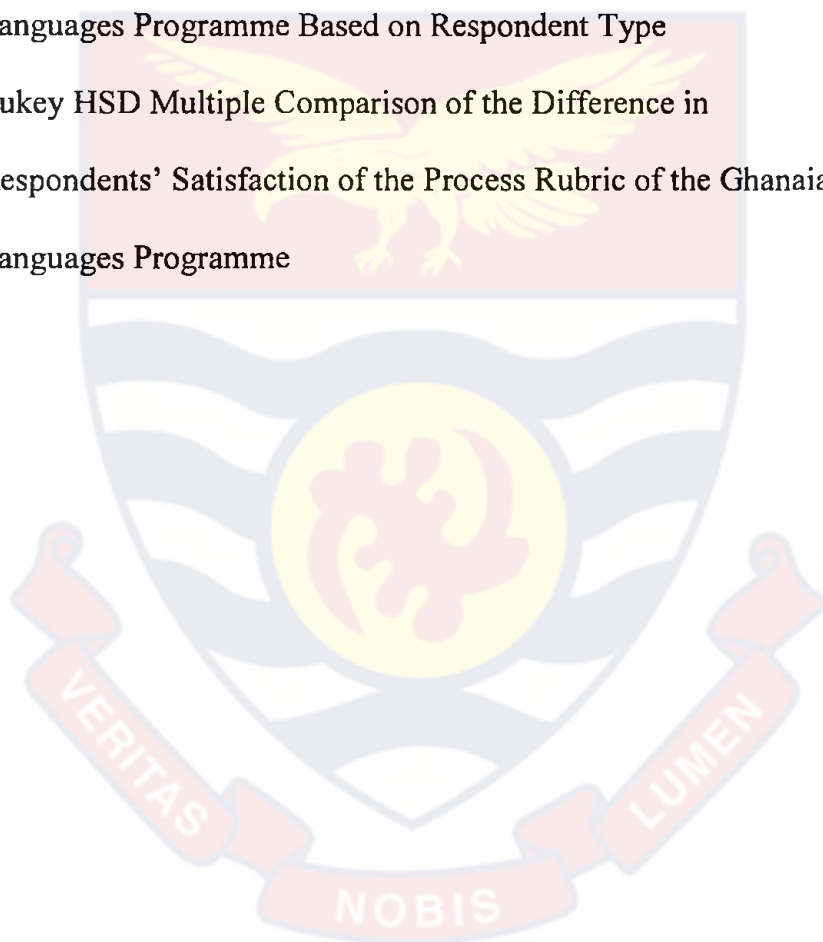 anguages Programme Based on Respondent Type
ukey HSD Multiple Comparison of the Difference in
espondents' Satisfaction of the Process Rubric of the Ghanaia
anguages Programme
VERITAS
NOBIS
LUMEN